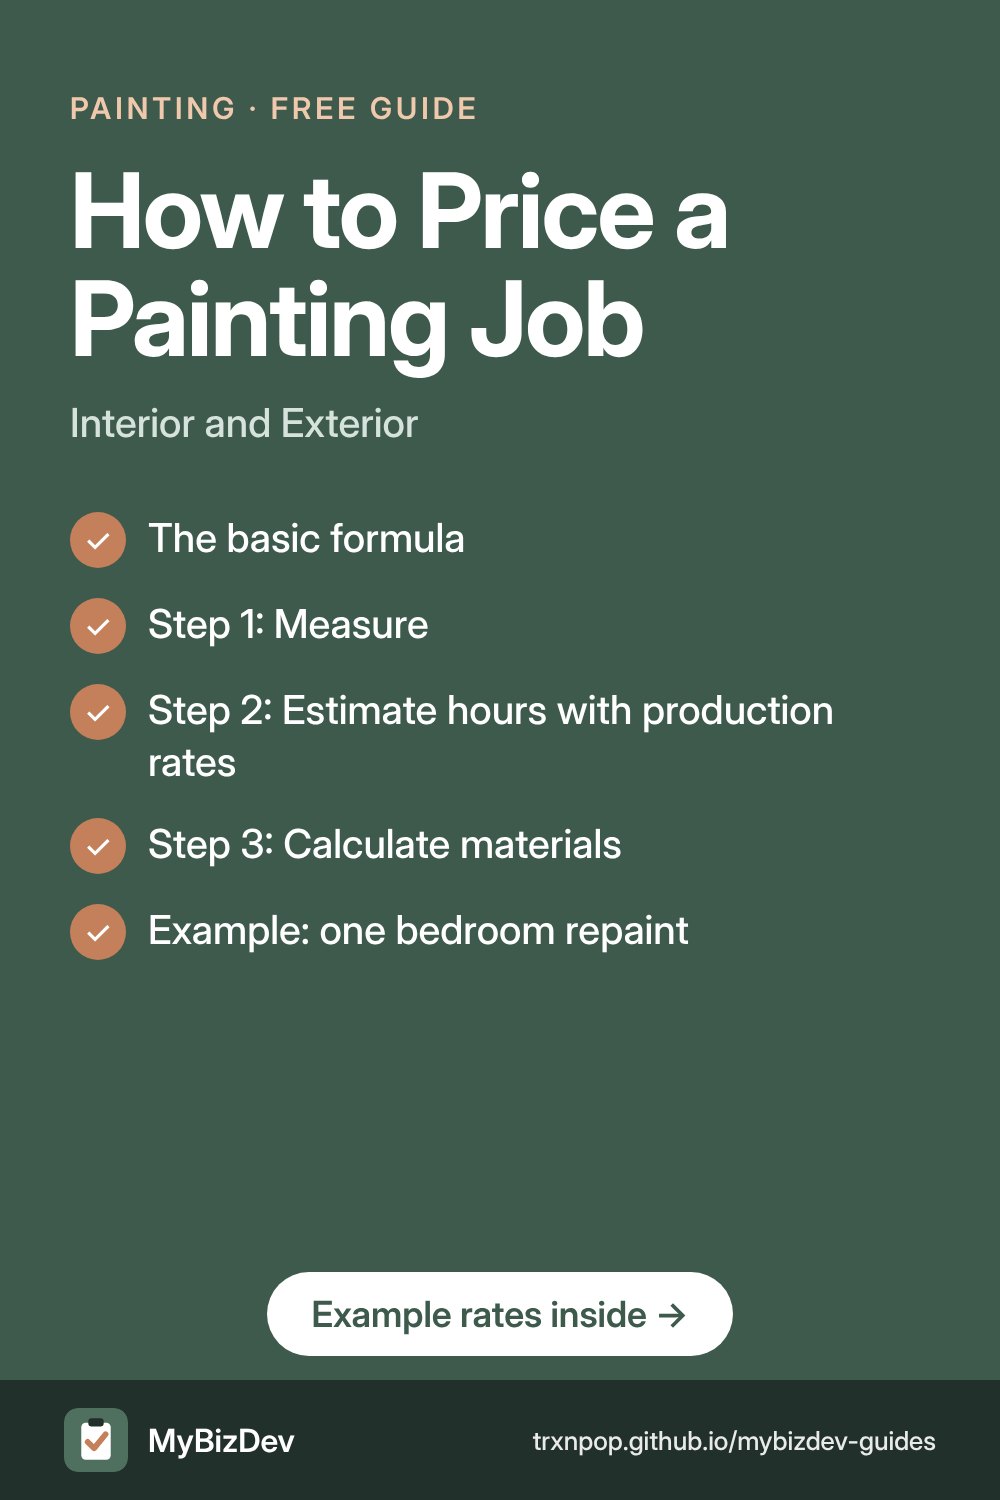 PAINTING · FREE GUIDE
How to Price a
Painting Job
Interior and Exterior
The basic formula
Step 1: Measure
Step 2: Estimate hours with production
rates
Step 3: Calculate materials
Example: one bedroom repaint
Example rates inside →
MyBizDev
trxnpop.github.io/mybizdev-guides